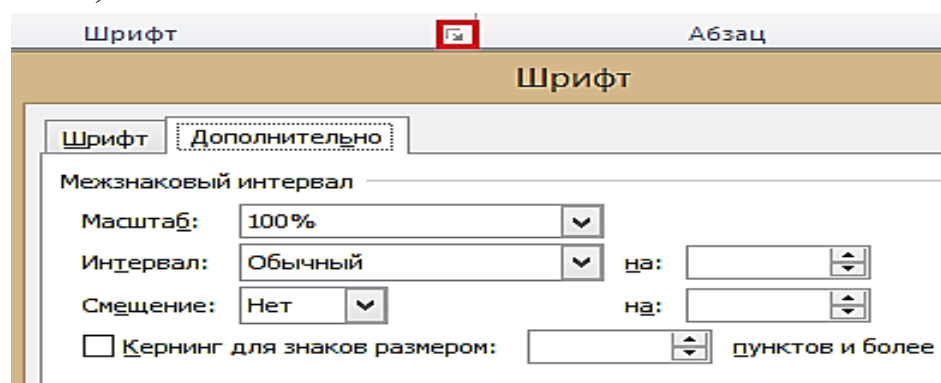 Шрифт Абзац
Шрифт
Шрифт Дополнительно
Межзнаковый интервал
Масштаб: 100%
Интервал: Обычный на:
Смещение: Нет на:
Кернинг для знаков размером: пунктов и более